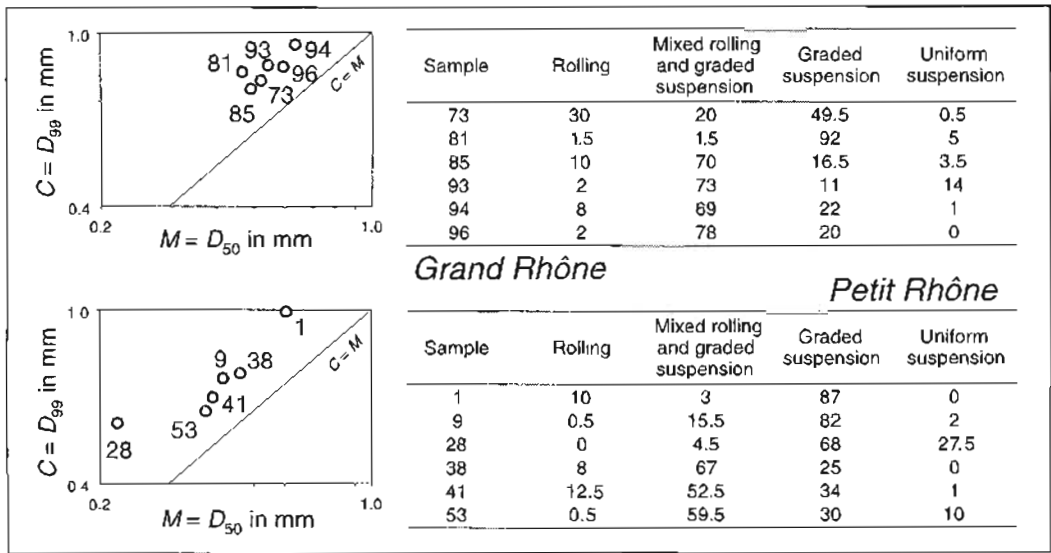 1.0
93
94
81
96
73
85
C=M
C = D99 in mm
0.4
0.2
1.0
M = D50 in mm
Sample Rolling Mixed rolling and graded suspension Graded suspension Uniform suspension
73 30 20 49.5 0.5
81 1.5 1.5 92 5
85 10 70 16.5 3.5
93 2 73 11 14
94 8 69 22 1
96 2 78 20 0
Grand Rhône
Petit Rhône
1.0
1
9
38
41
53
28
C=M
C = D99 in mm
0.4
0.2
1.0
M = D50 in mm
Sample Rolling Mixed rolling and graded suspension Graded suspension Uniform suspension
1 10 3 87 0
9 0.5 15.5 82 2
28 0 4.5 68 27.5
38 8 67 25 0
41 12.5 52.5 34 1
53 0.5 59.5 30 10